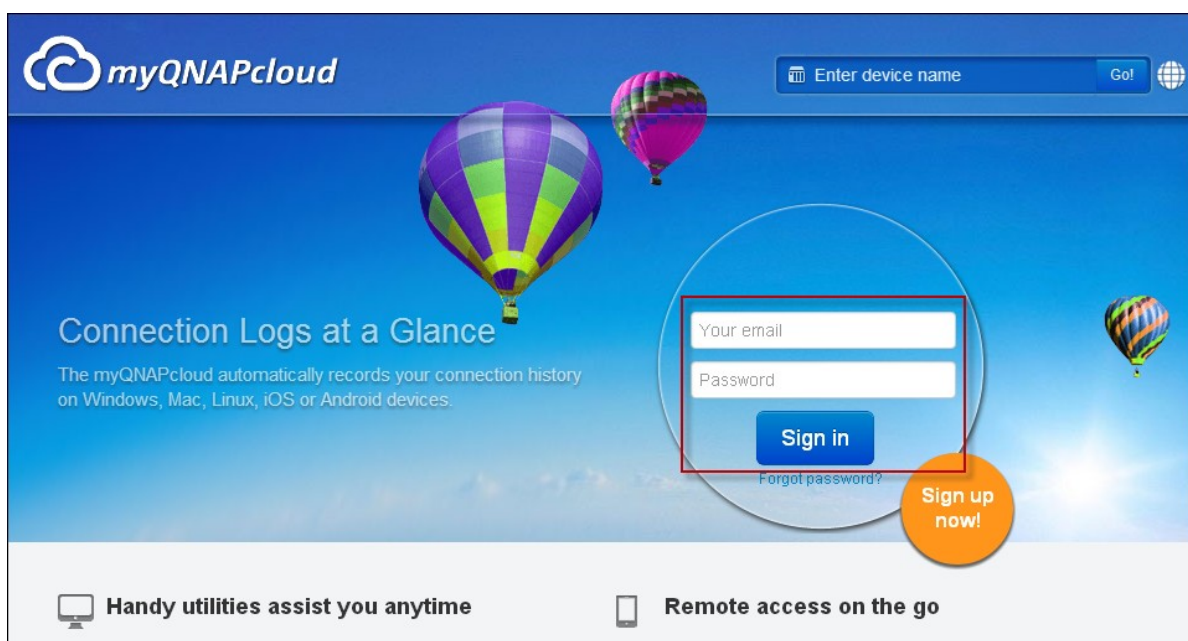 myQNAPcloud
Enter device name
Go!
Connection Logs at a Glance
The myQNAPcloud automatically records your connection history
on Windows, Mac, Linux, iOS or Android devices.
Your email
Password
Sign in
Forgot password?
Sign up
now!
Handy utilities assist you anytime
Remote access on the go